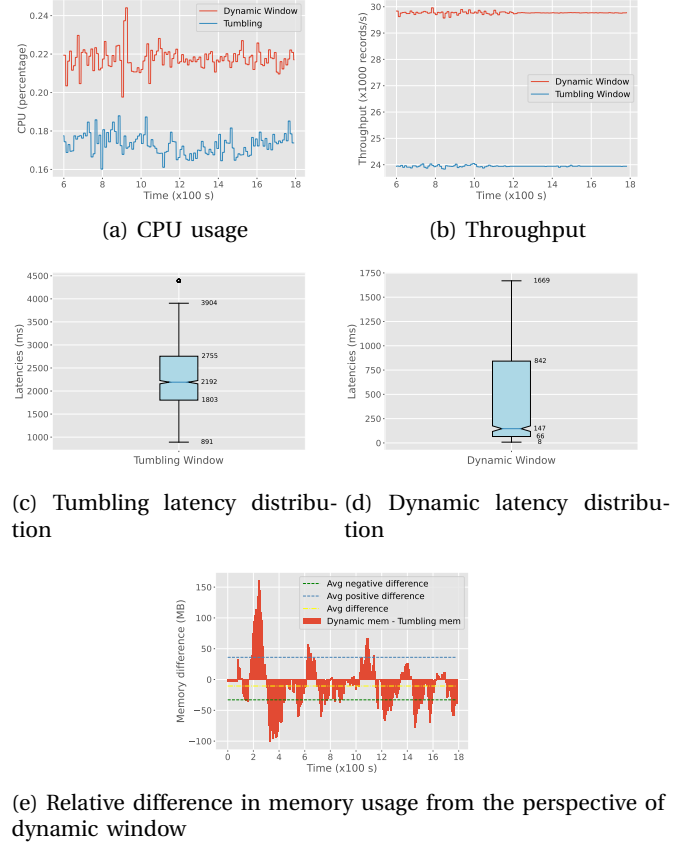 Dynamic Window
Tumbling
0.24
0.22
0.20
0.18
0.16
CPU (percentage)
6 8 10 12 14 16 18
Time (x100 s)
(a) CPU usage
30
29
28
27
26
25
24
Throughput (x1000 records/s)
Dynamic Window
Tumbling Window
6 8 10 12 14 16 18
Time (x100 s)
(b) Throughput
4500
4000
3500
3000
2500
2000
1500
1000
Latencies (ms)
3904
2755
2192
1803
891
Tumbling Window
(c) Tumbling latency distribu-
tion
1750
1500
1250
1000
750
500
250
0
Latencies (ms)
1669
842
147
66
8
Dynamic Window
(d) Dynamic latency distribu-
tion
150
100
50
0
−50
−100
Memory difference (MB)
Avg negative difference
Avg positive difference
Avg difference
Dynamic mem - Tumbling mem
0 2 4 6 8 10 12 14 16 18
Time (x100 s)
(e) Relative difference in memory usage from the perspective of
dynamic window